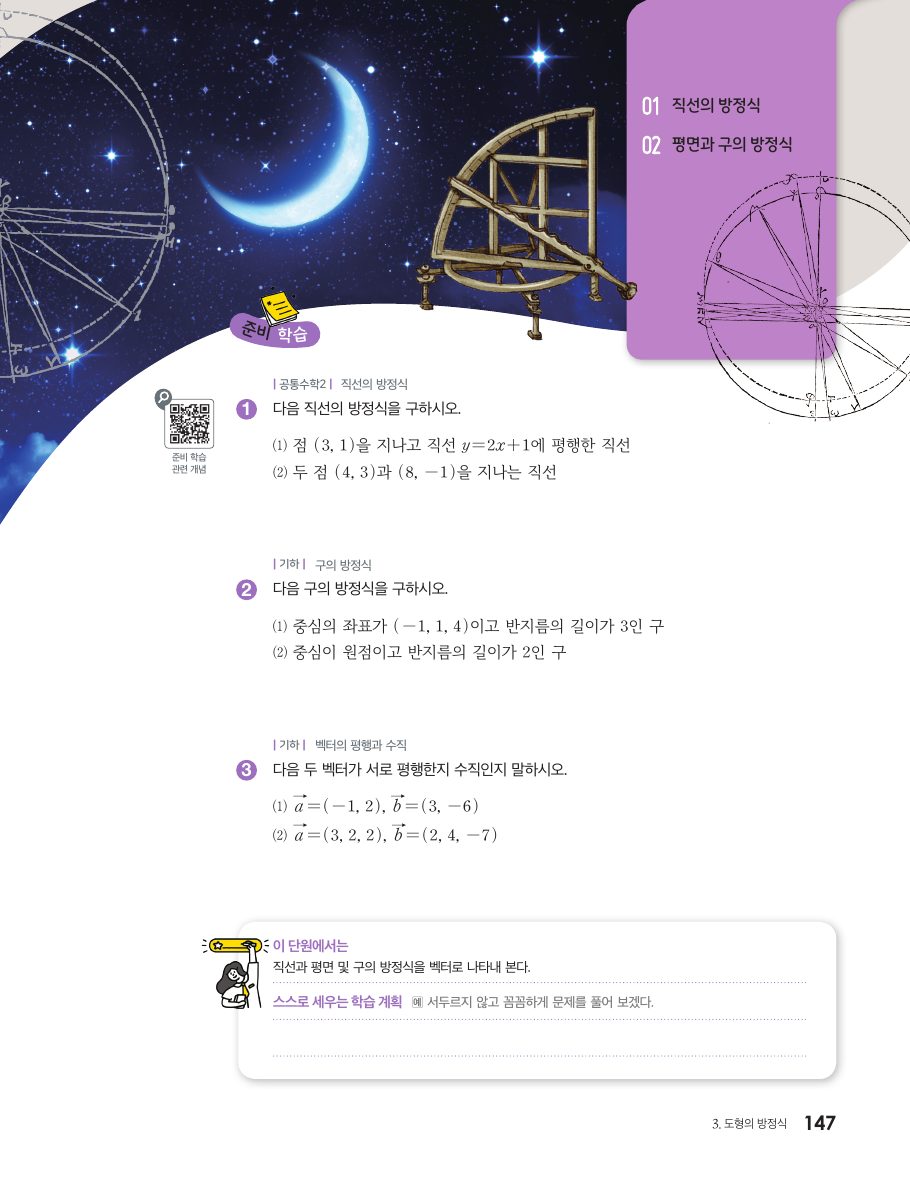 01 직선의 방정식
02 평면과 구의 방정식
준비 학습
| 공통수학2 | 직선의 방정식
1 다음 직선의 방정식을 구하시오.
준비 학습
관련 개념
⑴ 점 (3, 1)을 지나고 직선 y=2x+1에 평행한 직선
⑵ 두 점 (4, 3)과 (8, -1)을 지나는 직선
| 기하 | 구의 방정식
2 다음 구의 방정식을 구하시오.
⑴ 중심의 좌표가 (-1, 1, 4)이고 반지름의 길이가 3인 구
⑵ 중심이 원점이고 반지름의 길이가 2인 구
| 기하 | 벡터의 평행과 수직
3 다음 두 벡터가 서로 평행한지 수직인지 말하시오.
⑴ a⃗=(-1, 2), b⃗=(3, -6)
⑵ a⃗=(3, 2, 2), b⃗=(2, 4, -7)
이 단원에서는
직선과 평면 및 구의 방정식을 벡터로 나타내 본다.
스스로 세우는 학습 계획 예 서두르지 않고 꼼꼼하게 문제를 풀어 보겠다.
3. 도형의 방정식 147